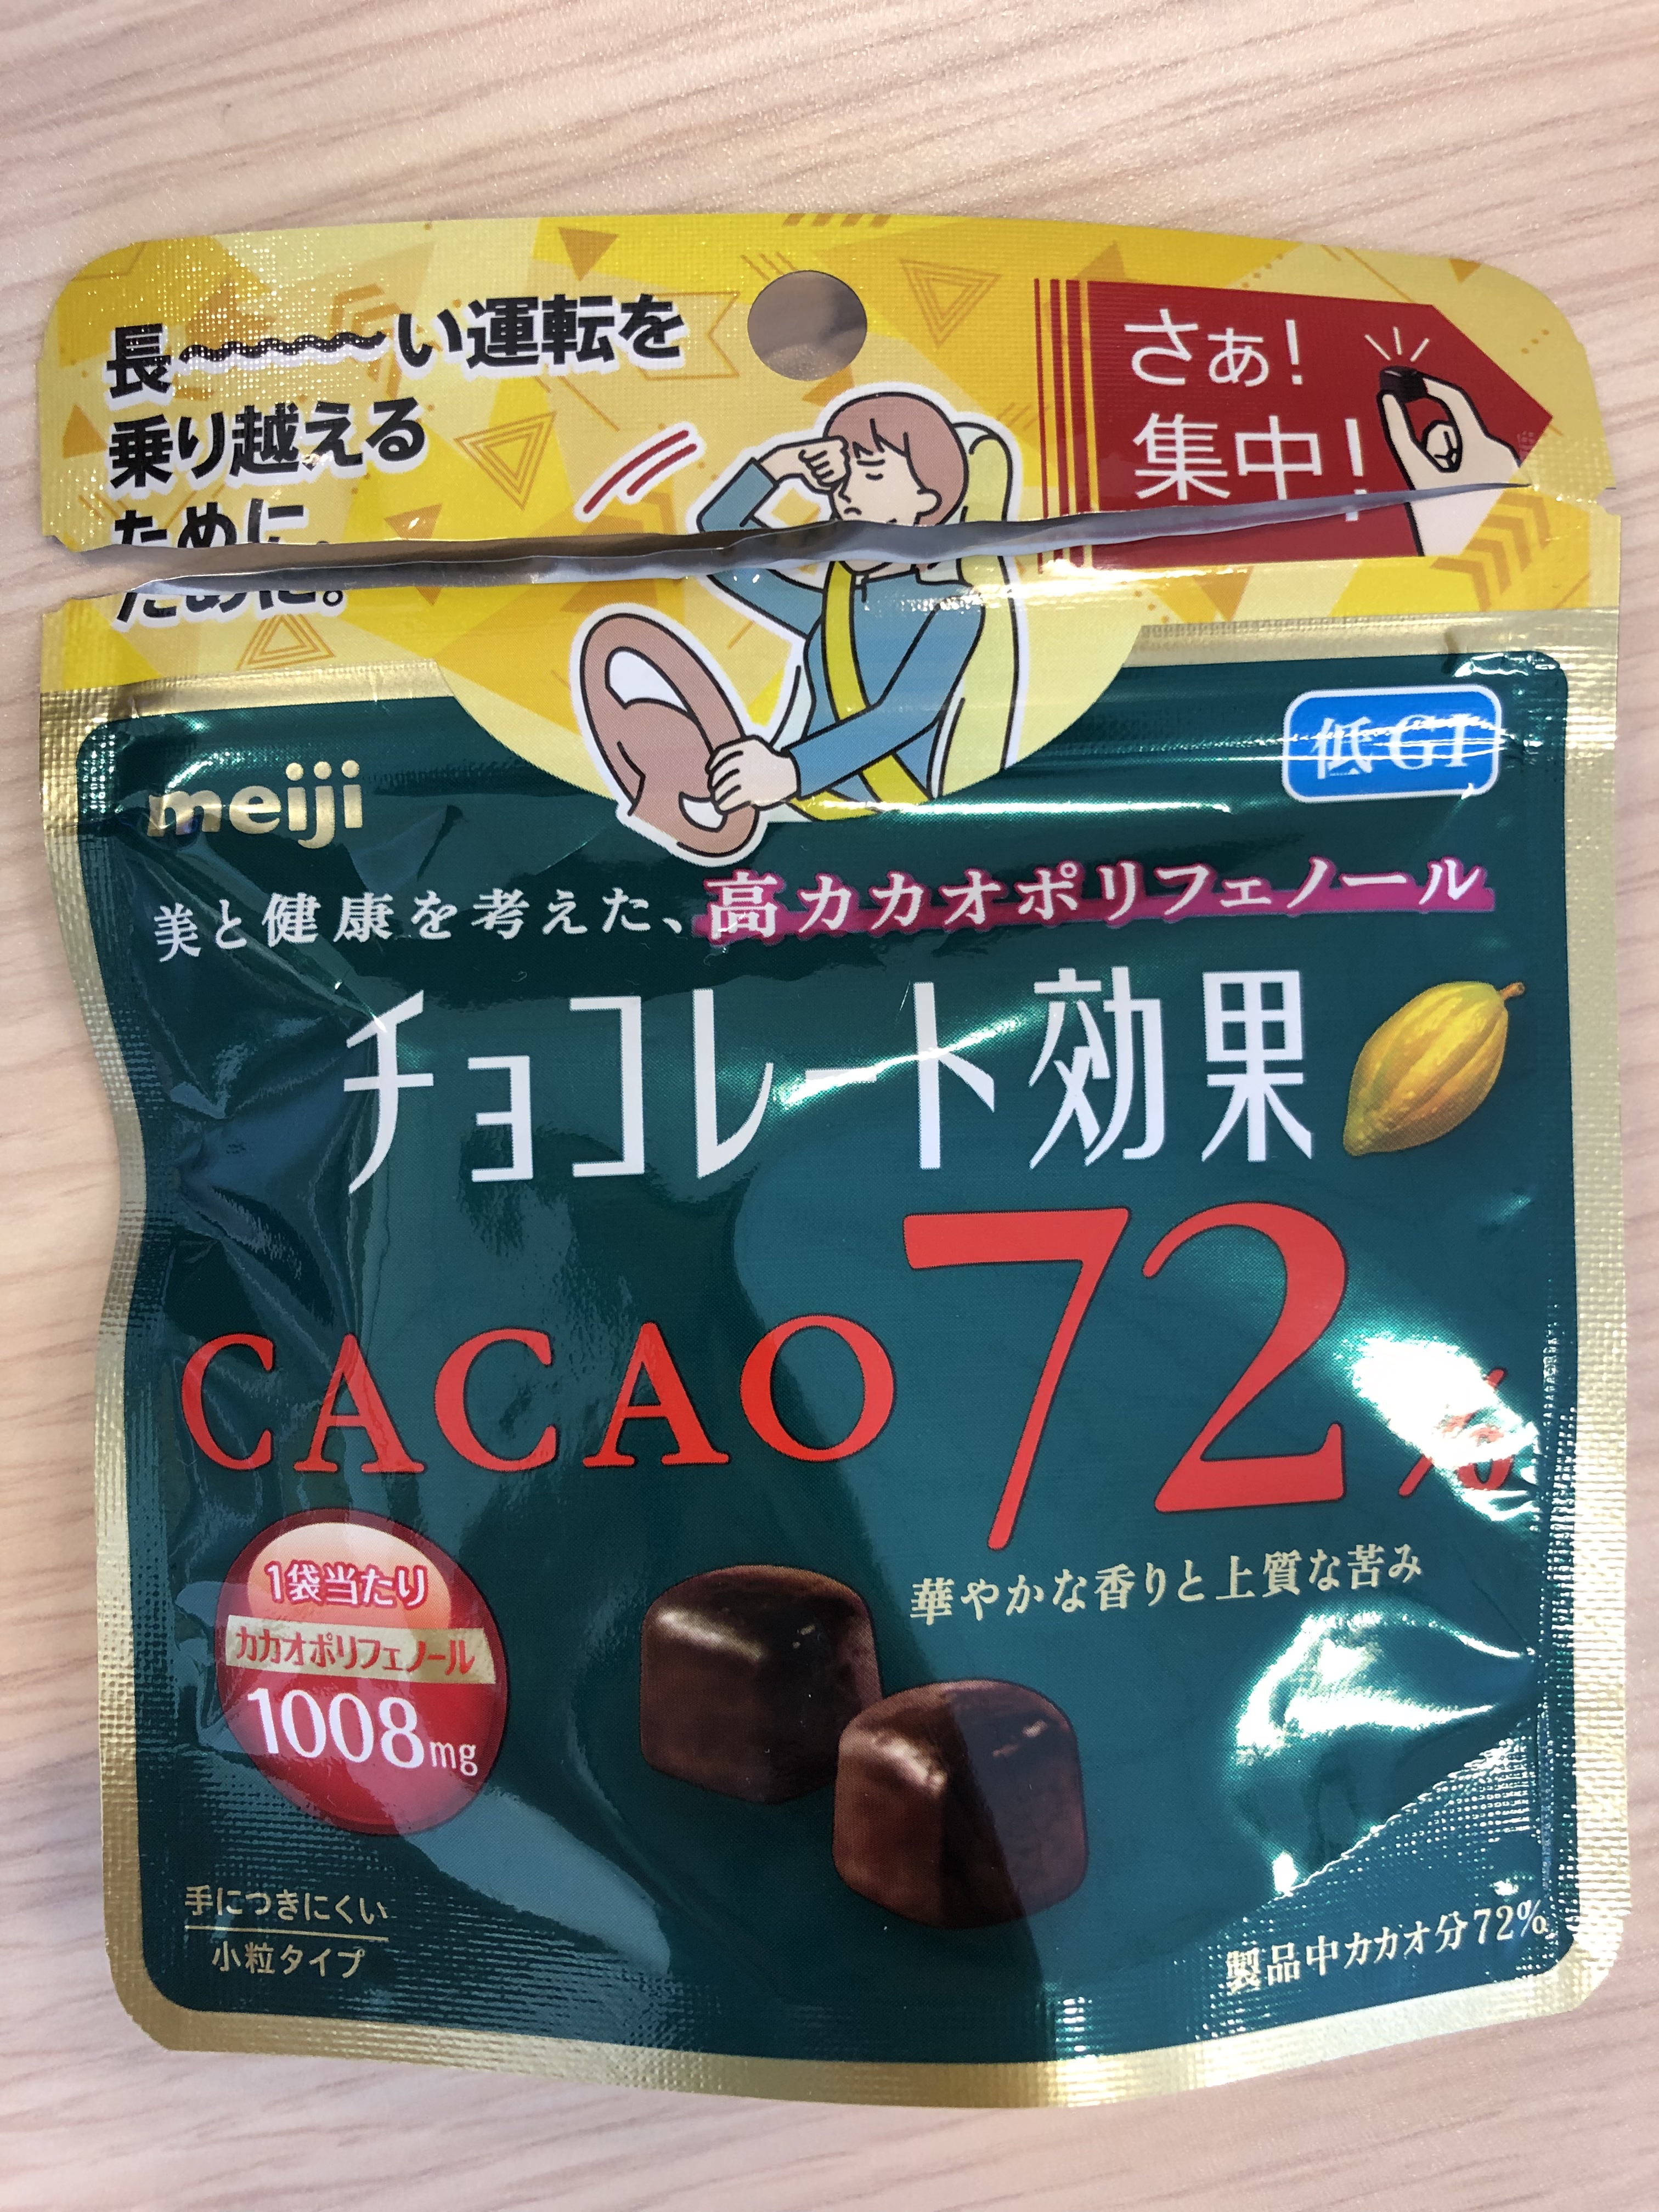 長〜〜〜い運転を
乗り越える
ために。
さぁ!
集中!
meiji
低GI
美と健康を考えた、高カカオポリフェノール
チョコレート効果
CACAO 72%
華やかな香りと上質な苦み
1袋当たり
カカオポリフェノール
1008mg
手につきにくい
小粒タイプ
製品中カカオ分72%